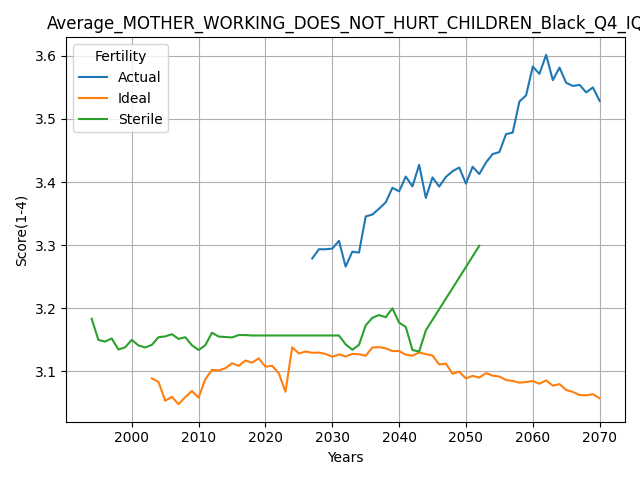 Average_MOTHER_WORKING_DOES_NOT_HURT_CHILDREN_Black_Q4_IQ
Fertility
Actual
Ideal
Sterile
3.6
3.5
3.4
3.3
3.2
3.1
Score(1-4)
2000 2010 2020 2030 2040 2050 2060 2070
Years